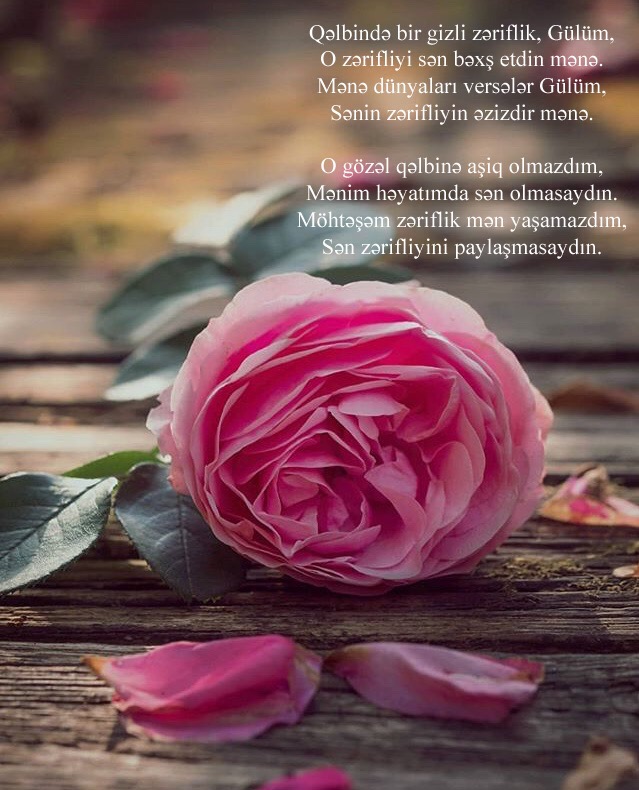 Qəlbində bir gizli zəriflik, Gülüm,
O zərifliyi sən bəxş etdin mənə.
Mənə dünyaları versələr Gülüm,
Sənin zərifliyin əzizdir mənə.
O gözəl qəlbinə aşiq olmazdım,
Mənim həyatımda sən olmasaydın.
Möhtəşəm zəriflik mən yaşamazdım,
Sən zərifliyini paylaşmasaydın.